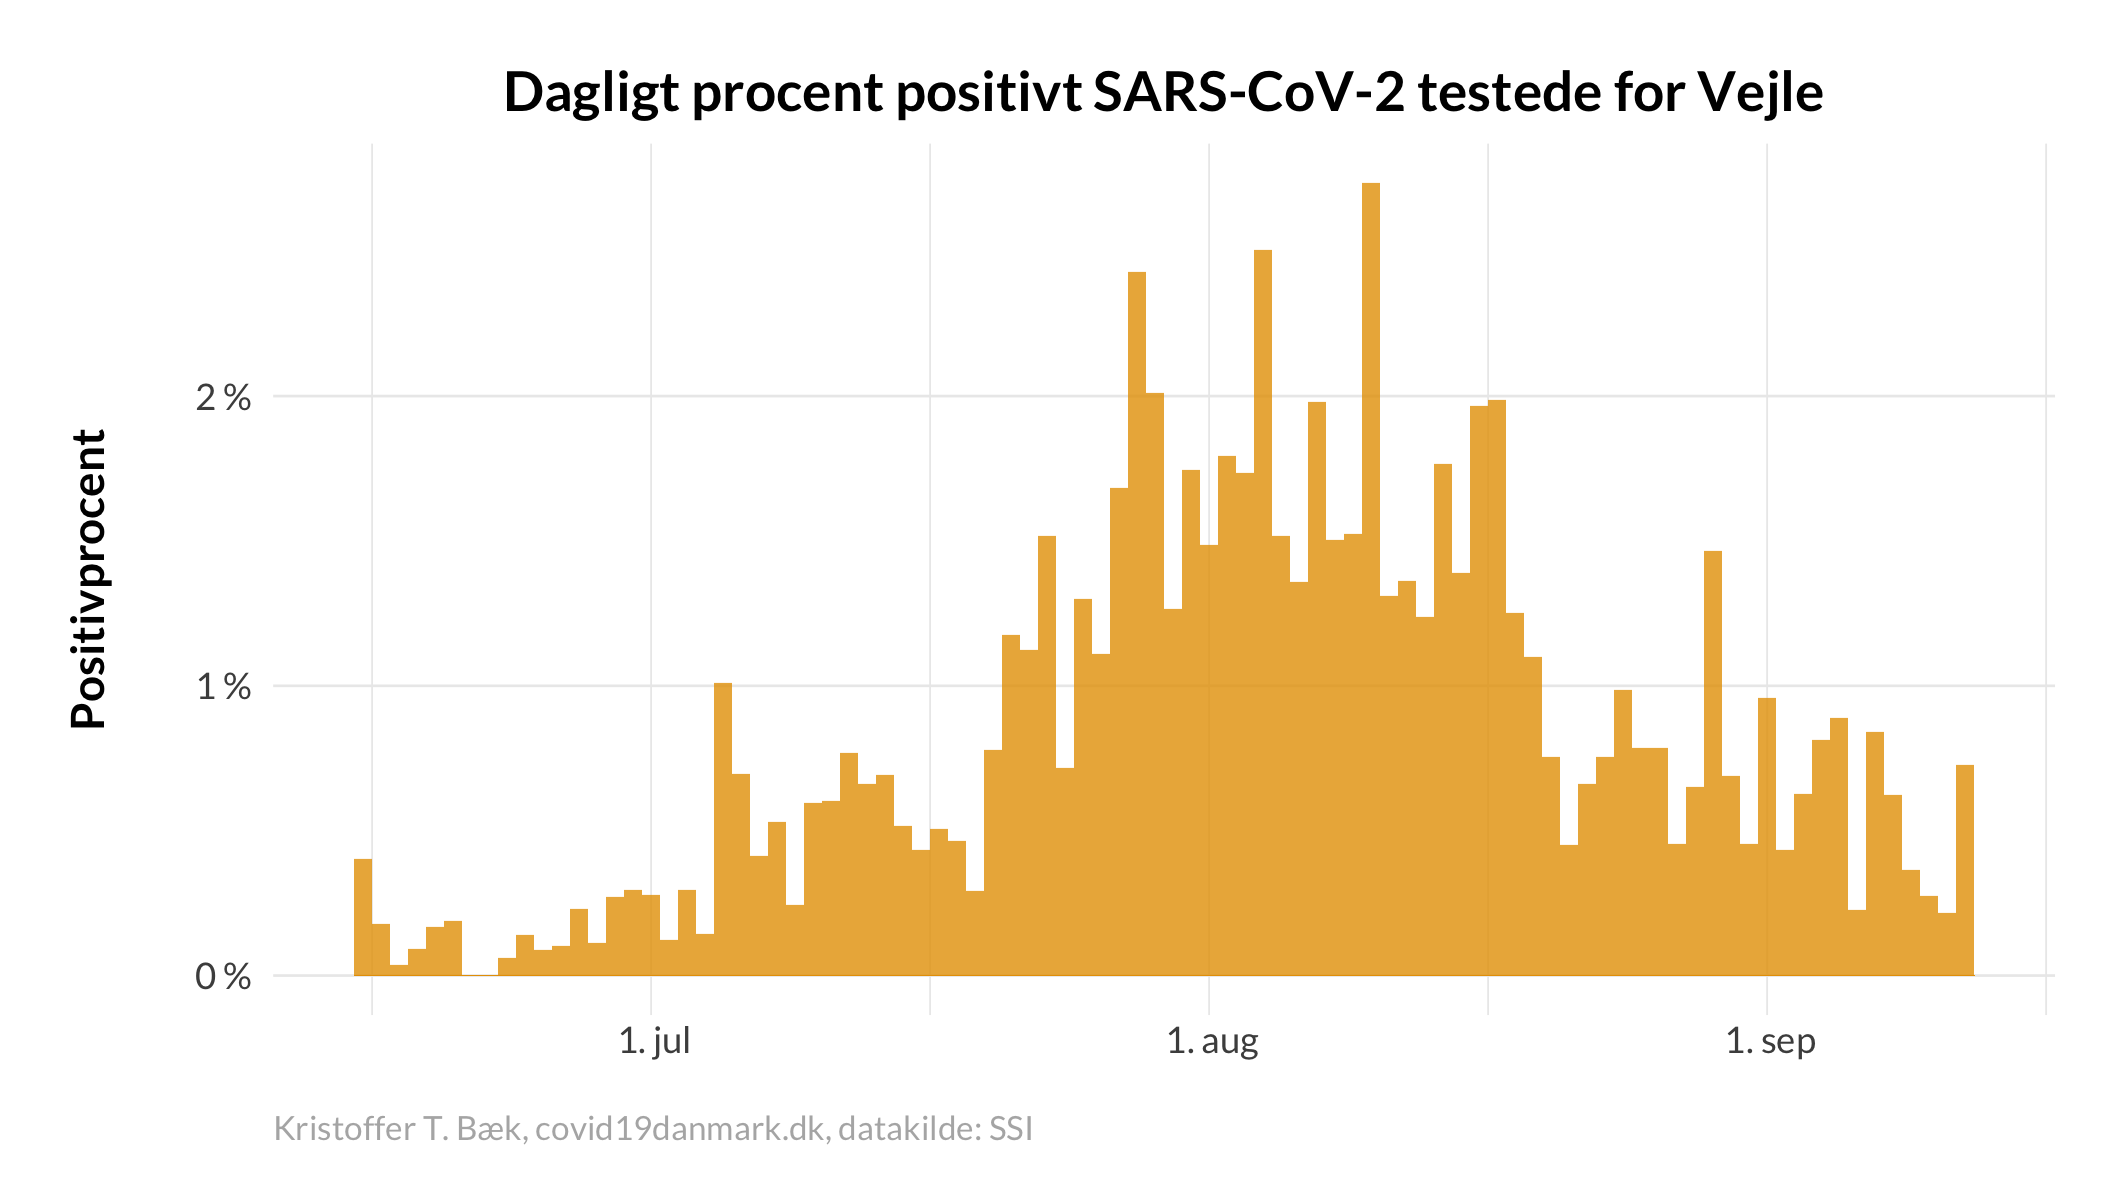 Dagligt procent positivt SARS-CoV-2 testede for Vejle
Positivprocent
2 %
1 %
0 %
1. jul
1. aug
1. sep
Kristoffer T. Bæk, covid19danmark.dk, datakilde: SSI